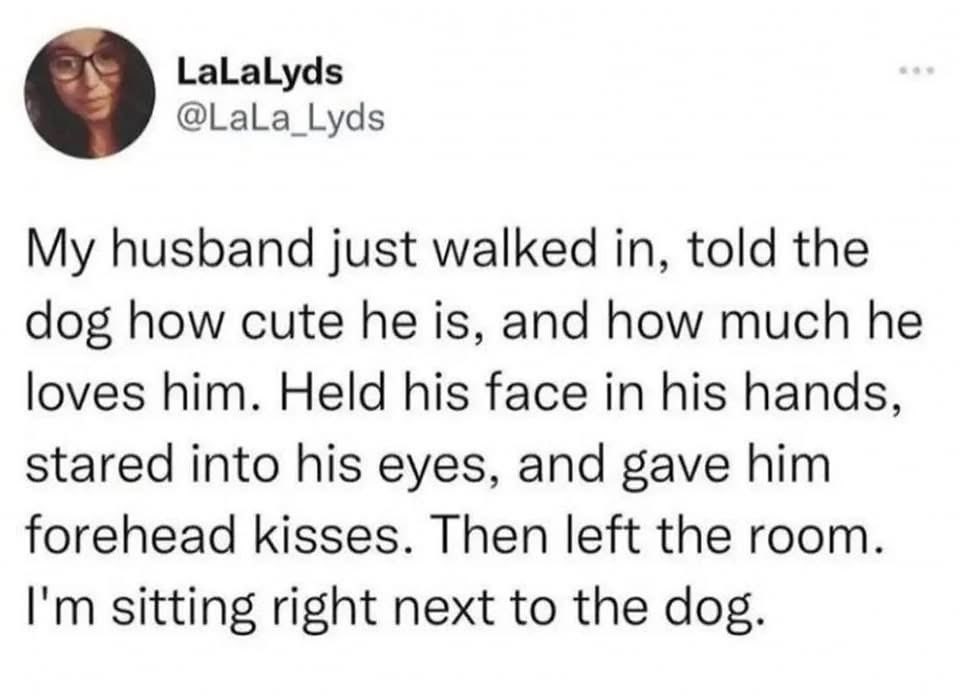 LaLaLyds
@LaLa_Lyds
My husband just walked in, told the
dog how cute he is, and how much he
loves him. Held his face in his hands,
stared into his eyes, and gave him
forehead kisses. Then left the room.
I'm sitting right next to the dog.